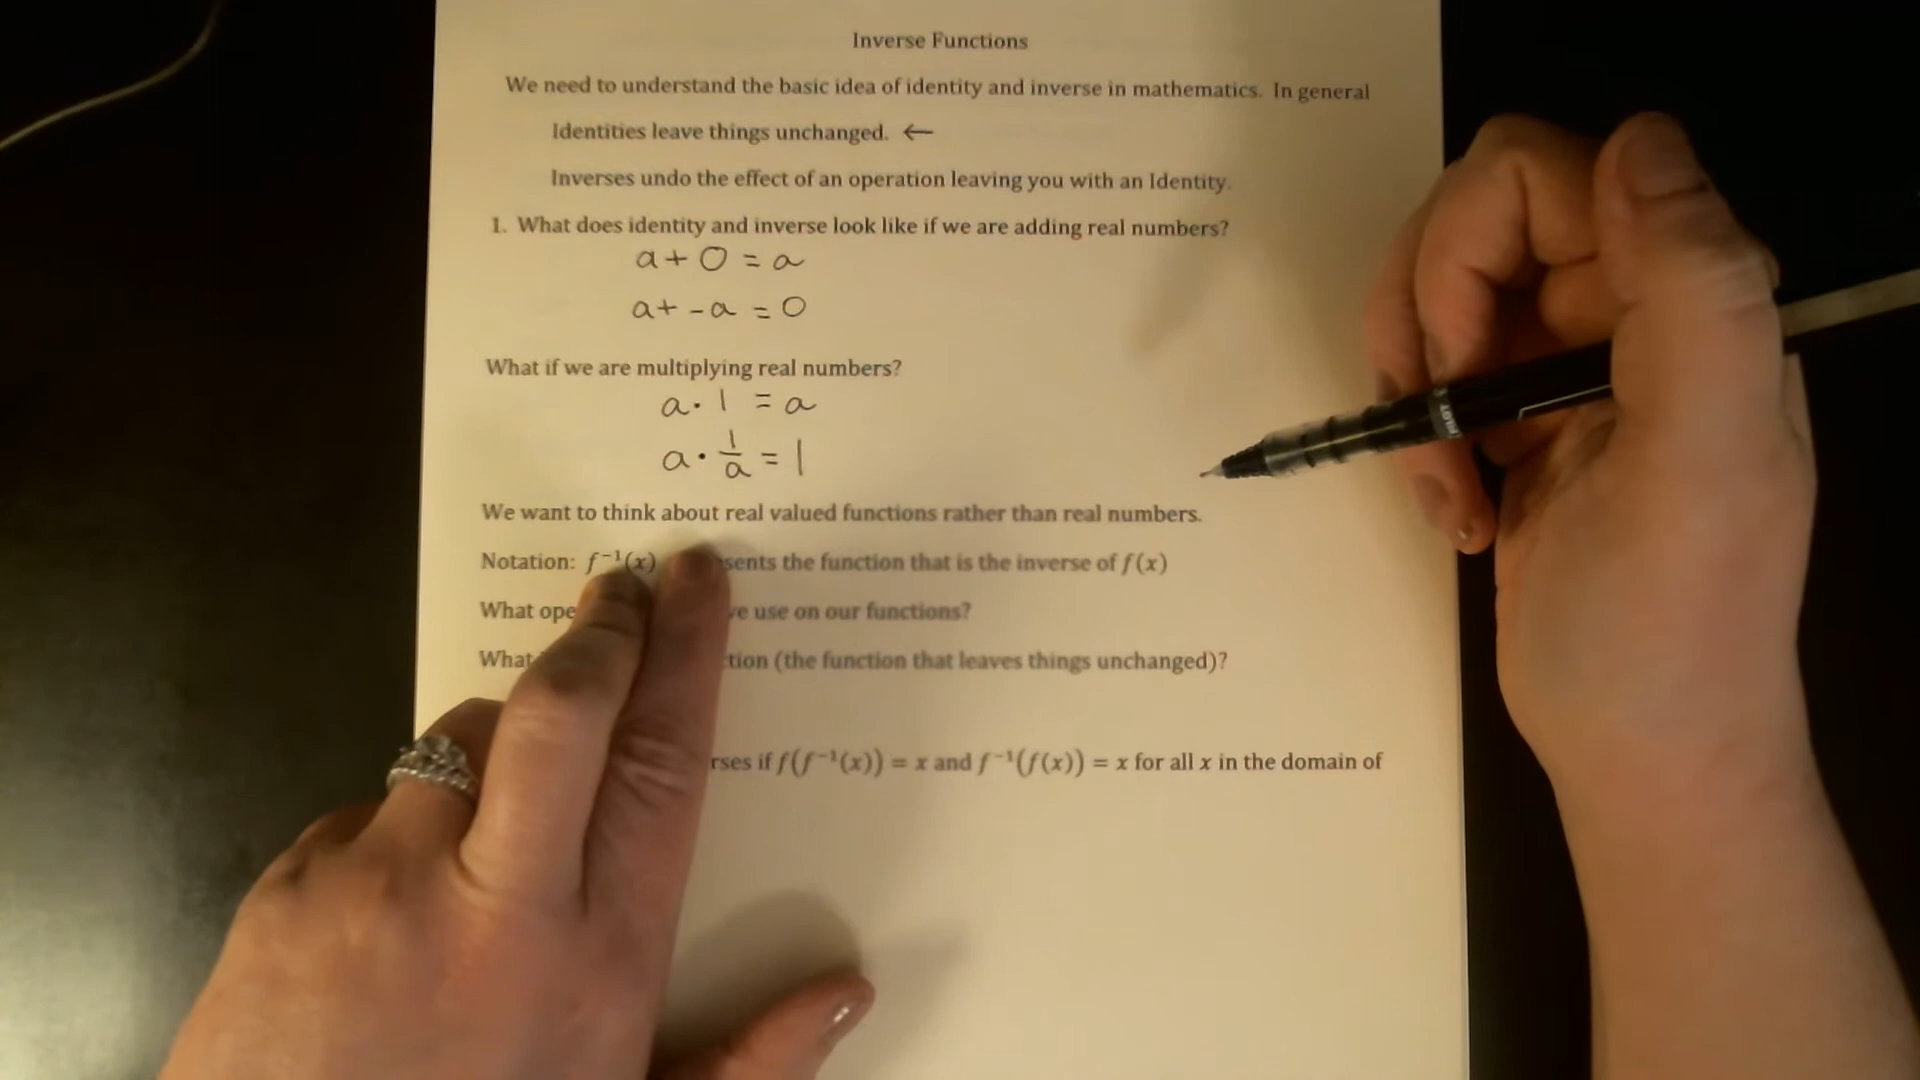 Inverse Functions
We need to understand the basic idea of identity and inverse in mathematics. In general
Identities leave things unchanged. ←
Inverses undo the effect of an operation leaving you with an Identity.
1. What does identity and inverse look like if we are adding real numbers?
a + 0 = a
a + -a = 0
What if we are multiplying real numbers?
a · 1 = a
a · 1/a = 1
We want to think about real valued functions rather than real numbers.
Notation: f⁻¹(x) the function that is the inverse of f(x)
What use on our functions?
What (the function that leaves things unchanged)?
if f(f⁻¹(x)) = x and f⁻¹(f(x)) = x for all x in the domain of
PILOT